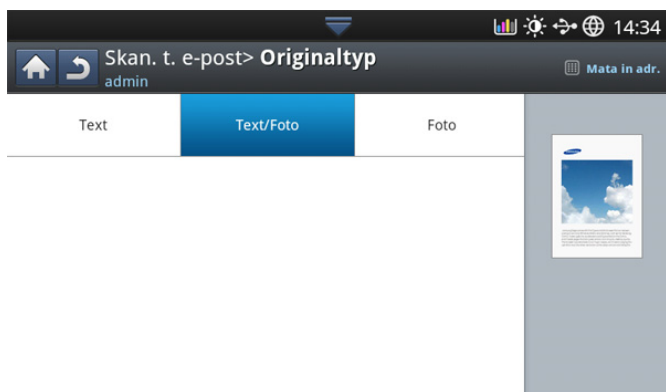 14:34
Skan. t. e-post> Originaltyp
admin
Mata in adr.
Text Text/Foto Foto